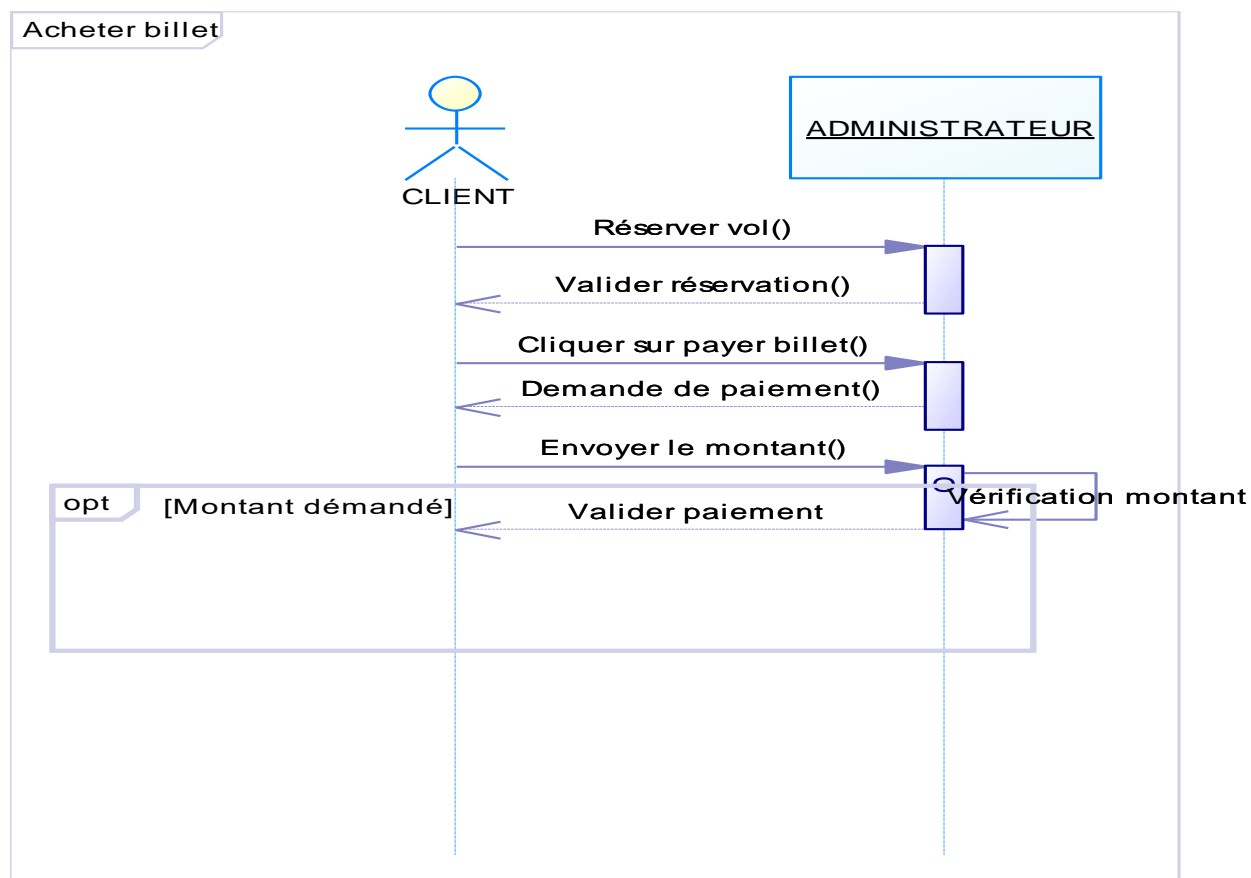 Acheter billet
CLIENT
ADMINISTRATEUR
Réserver vol()
Valider réservation()
Cliquer sur payer billet()
Demande de paiement()
Envoyer le montant()
Vérification montant
opt
[Montant démandé]
Valider paiement